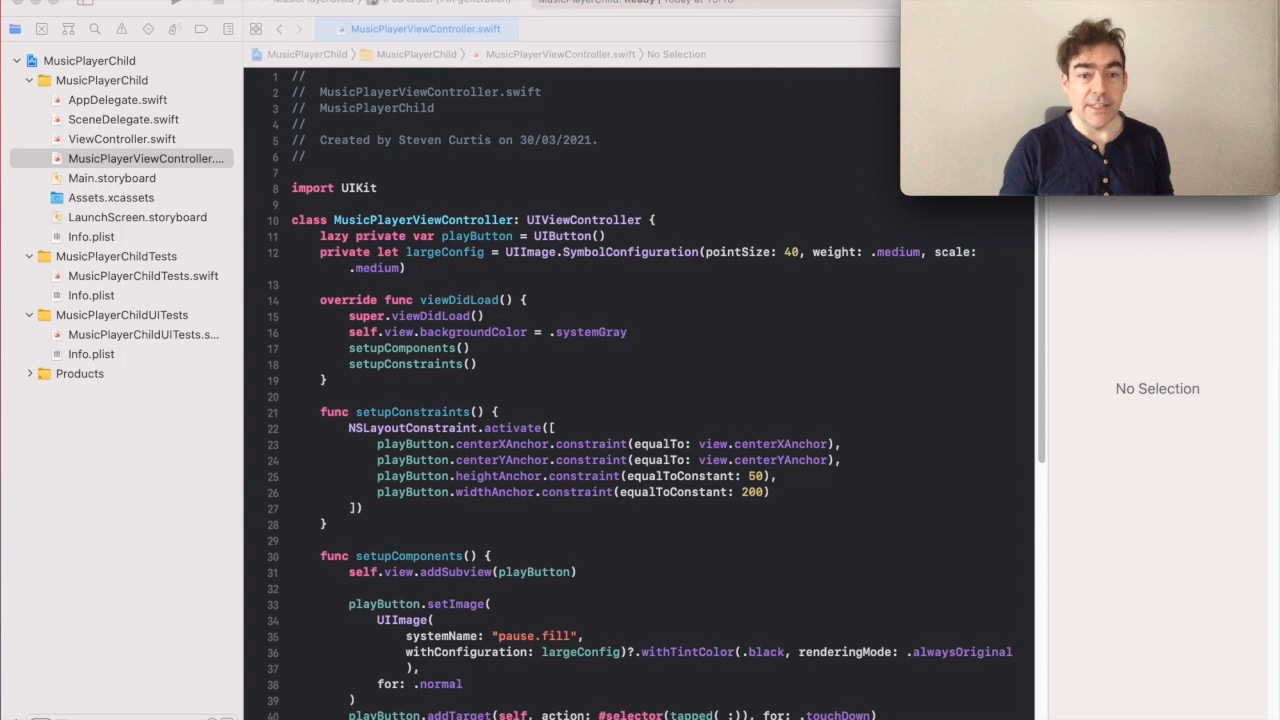 MusicPlayerViewController.swift
MusicPlayerChild
MusicPlayerChild
MusicPlayerViewController.swift
No Selection
MusicPlayerChild
MusicPlayerChild
AppDelegate.swift
SceneDelegate.swift
ViewController.swift
MusicPlayerViewController....
Main.storyboard
Assets.xcassets
LaunchScreen.storyboard
Info.plist
MusicPlayerChildTests
MusicPlayerChildTests.swift
Info.plist
MusicPlayerChildUITests
MusicPlayerChildUITests.s...
Info.plist
Products
1 //
2 // MusicPlayerViewController.swift
3 // MusicPlayerChild
4 //
5 // Created by Steven Curtis on 30/03/2021.
6 //
7
8 import UIKit
9
10 class MusicPlayerViewController: UIViewController {
11 lazy private var playButton = UIButton()
12 private let largeConfig = UIImage.SymbolConfiguration(pointSize: 40, weight: .medium, scale:
.medium)
13
14 override func viewDidLoad() {
15 super.viewDidLoad()
16 self.view.backgroundColor = .systemGray
17 setupComponents()
18 setupConstraints()
19 }
20
21 func setupConstraints() {
22 NSLayoutConstraint.activate([
23 playButton.centerXAnchor.constraint(equalTo: view.centerXAnchor),
24 playButton.centerYAnchor.constraint(equalTo: view.centerYAnchor),
25 playButton.heightAnchor.constraint(equalToConstant: 50),
26 playButton.widthAnchor.constraint(equalToConstant: 200)
27 ])
28 }
29
30 func setupComponents() {
31 self.view.addSubview(playButton)
32
33 playButton.setImage(
34 UIImage(
35 systemName: "pause.fill",
36 withConfiguration: largeConfig)?.withTintColor(.black, renderingMode: .alwaysOriginal
37 ),
38 for: .normal
39 )
40 playButton.addTarget(self, action: #selector(tapped(_:)), for: .touchDown)
No Selection